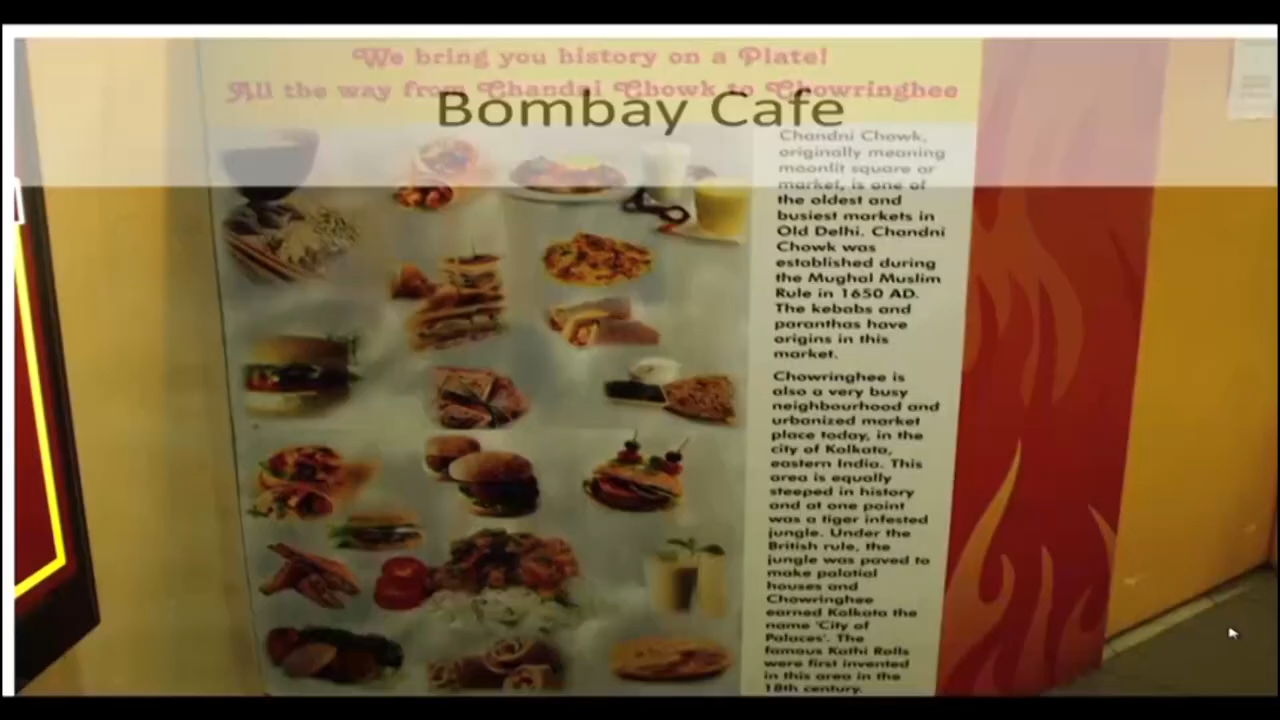 We bring you history on a Plate!
All the way from Chandni Chowk to Chowringhee
Bombay Cafe
Chandni Chowk,
originally meaning
moonlit square or
market, is one of
the oldest and
busiest markets in
Old Delhi. Chandni
Chowk was
established during
the Mughal Muslim
Rule in 1650 AD.
The kebabs and
paranthas have
origins in this
market.
Chowringhee is
also a very busy
neighbourhood and
urbanized market
place today, in the
city of Kolkata,
eastern India. This
area is equally
steeped in history
and at one point
was a tiger infested
jungle. Under the
British rule, the
jungle was paved to
make palatial
houses and
Chowringhee
earned Kolkata the
name 'City of
Palaces'. The
famous Kathi Rolls
were first invented
in this area in the
18th century.